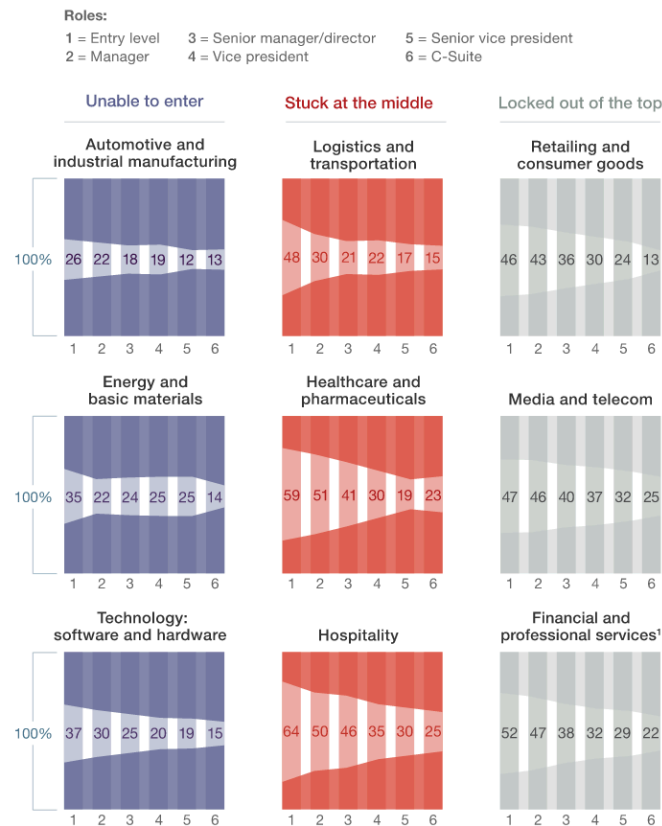 Roles:
1 = Entry level 3 = Senior manager/director 5 = Senior vice president
2 = Manager 4 = Vice president 6 = C-Suite
Unable to enter Stuck at the middle Locked out of the top
Automotive and industrial manufacturing
100%
26 22 18 19 12 13
1 2 3 4 5 6
Logistics and transportation
48 30 21 22 17 15
1 2 3 4 5 6
Retailing and consumer goods
46 43 36 30 24 13
1 2 3 4 5 6
Energy and basic materials
100%
35 22 24 25 25 14
1 2 3 4 5 6
Healthcare and pharmaceuticals
59 51 41 30 19 23
1 2 3 4 5 6
Media and telecom
47 46 40 37 32 25
1 2 3 4 5 6
Technology: software and hardware
100%
37 30 25 20 19 15
1 2 3 4 5 6
Hospitality
64 50 46 35 30 25
1 2 3 4 5 6
Financial and professional services¹
52 47 38 32 29 22
1 2 3 4 5 6